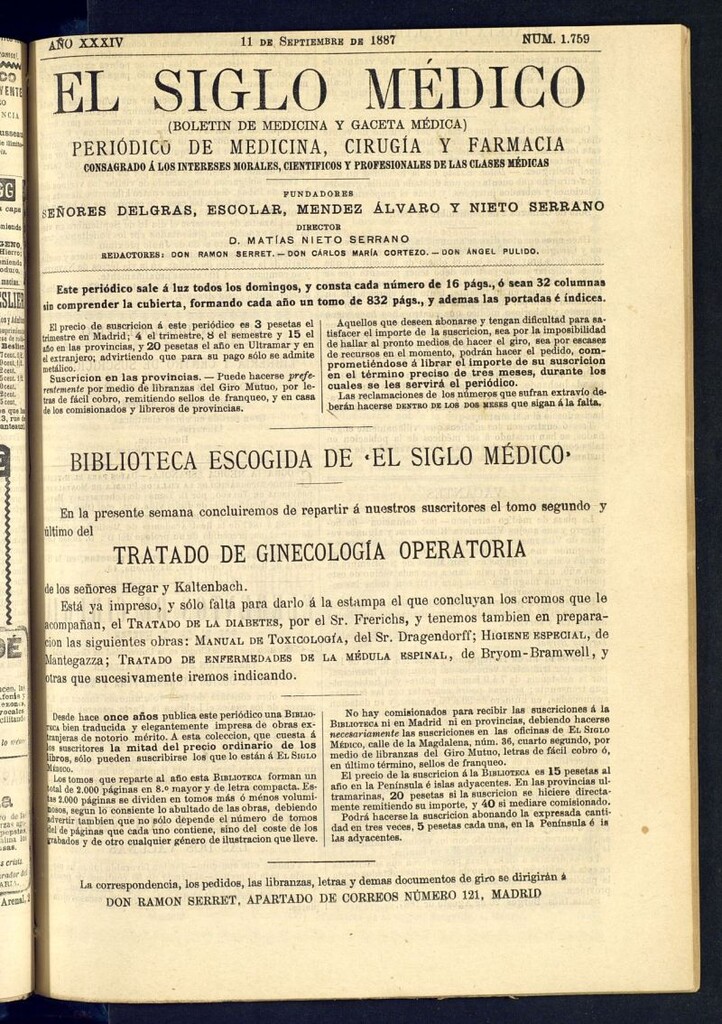 AÑO XXXIV
11 DE SEPTIEMBRE DE 1887
NUM. 1.759
EL SIGLO MÉDICO
(BOLETIN DE MEDICINA Y GACETA MÉDICA)
PERIÓDICO DE MEDICINA, CIRUGÍA Y FARMACIA
CONSAGRADO Á LOS INTERESES MORALES, CIENTIFICOS Y PROFESIONALES DE LAS CLASES MÉDICAS
FUNDADORES
SEÑORES DELGRAS, ESCOLAR, MENDEZ ÁLVARO Y NIETO SERRANO
DIRECTOR
D. MATÍAS NIETO SERRANO
REDACTORES: DON RAMON SERRET.—DON CÁRLOS MARÍA CORTEZO.—DON ÁNGEL PULIDO.
Este periódico sale á luz todos los domingos, y consta cada número de 16 págs., ó sean 32 columnas
sin comprender la cubierta, formando cada año un tomo de 832 págs., y ademas las portadas é índices.
El precio de suscricion á este periódico es 3 pesetas el
trimestre en Madrid; 4 el trimestre, 8 el semestre y 15 el
año en las provincias, y 20 pesetas el año en Ultramar y en
el extranjero; advirtiendo que para su pago sólo se admite
metálico.
Suscricion en las provincias.—Puede hacerse prefe-
rentemente por medio de libranzas del Giro Mutuo, por le-
tras de fácil cobro, remitiendo sellos de franqueo, y en casa
de los comisionados y libreros de provincias.
Aquellos que deseen abonarse y tengan dificultad para sa-
tisfacer el importe de la suscricion, sea por la imposibilidad
de hallar al pronto medios de hacer el giro, sea por escasez
de recursos en el momento, podrán hacer el pedido, com-
prometiéndose á librar el importe de su suscricion
en el término preciso de tres meses, durante los
cuales se les servirá el periódico.
Las reclamaciones de los números que sufran extravío de-
berán hacerse DENTRO DE LOS DOS MESES que sigan á la falta.
BIBLIOTECA ESCOGIDA DE «EL SIGLO MÉDICO»
En la presente semana concluiremos de repartir á nuestros suscritores el tomo segundo y
último del
TRATADO DE GINECOLOGÍA OPERATORIA
de los señores Hegar y Kaltenbach.
Está ya impreso, y sólo falta para darlo á la estampa el que concluyan los cromos que le
acompañan, el TRATADO DE LA DIABETES, por el Sr. Frerichs, y tenemos tambien en prepara-
cion las siguientes obras: MANUAL DE TOXICOLOGÍA, del Sr. Dragendorff; HIGIENE ESPECIAL, de
Mantegazza; TRATADO DE ENFERMEDADES DE LA MÉDULA ESPINAL, de Bryom-Bramwell, y
otras que sucesivamente iremos indicando.
Desde hace once años publica este periódico una BIBLIO-
TECA bien traducida y elegantemente impresa de obras ex-
tranjeras de notorio mérito. A esta coleccion, que cuesta á
los suscritores la mitad del precio ordinario de los
libros, sólo pueden suscribirse los que lo están á EL SIGLO
MÉDICO.
Los tomos que reparte al año esta BIBLIOTECA forman un
total de 2.000 páginas en 8.º mayor y de letra compacta. Es-
tas 2.000 páginas se dividen en tomos más ó ménos volumi-
nosos, segun lo consiente lo abultado de las obras, debiendo
advertir tambien que no sólo depende el número de tomos
del de páginas que cada uno contiene, sino del coste de los
grabados y de otro cualquier género de ilustracion que lleve.
No hay comisionados para recibir las suscriciones á la
BIBLIOTECA ni en Madrid ni en provincias, debiendo hacerse
necesariamente las suscriciones en las oficinas de EL SIGLO
MÉDICO, calle de la Magdalena, núm. 36, cuarto segundo, por
medio de libranzas del Giro Mutuo, letras de fácil cobro ó,
en último término, sellos de franqueo.
El precio de la suscricion á la BIBLIOTECA es 15 pesetas al
año en la Península é islas adyacentes. En las provincias ul-
tramarinas, 20 pesetas si la suscricion se hiciere directa-
mente remitiendo su importe, y 40 si mediare comisionado.
Podrá hacerse la suscricion abonando la expresada canti-
dad en tres veces, 5 pesetas cada una, en la Península é is
las adyacentes.
La correspondencia, los pedidos, las libranzas, letras y demas documentos de giro se dirigirán á
DON RAMON SERRET, APARTADO DE CORREOS NÚMERO 121, MADRID